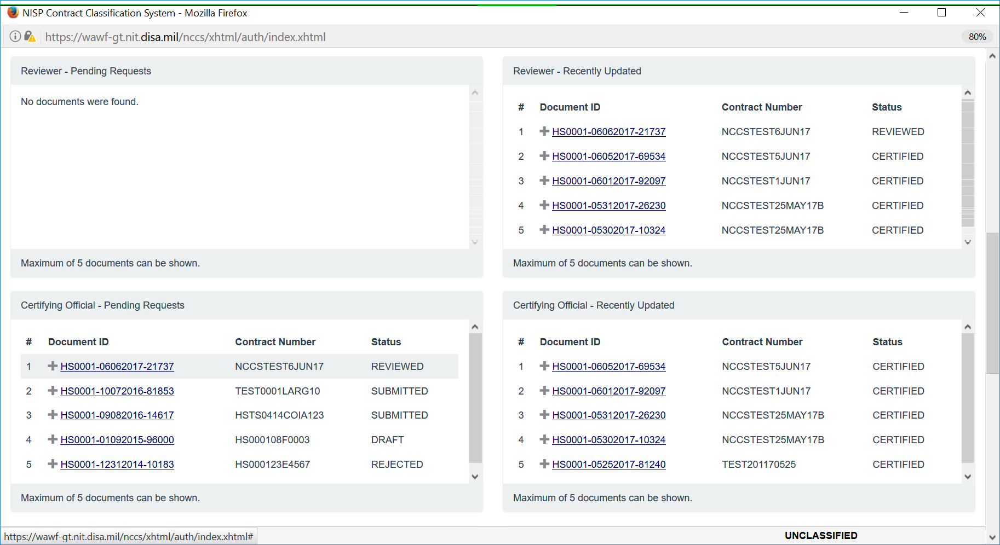 NISP Contract Classification System - Mozilla Firefox
https://wawf-gt.nit.disa.mil/nccs/xhtml/auth/index.xhtml 80%
Reviewer - Pending Requests
No documents were found.
Maximum of 5 documents can be shown.
Reviewer - Recently Updated
# Document ID Contract Number Status
1 HS0001-06062017-21737 NCCSTEST6JUN17 REVIEWED
2 HS0001-06052017-69534 NCCSTEST5JUN17 CERTIFIED
3 HS0001-06012017-92097 NCCSTEST1JUN17 CERTIFIED
4 HS0001-05312017-26230 NCCSTEST25MAY17B CERTIFIED
5 HS0001-05302017-10324 NCCSTEST25MAY17B CERTIFIED
Maximum of 5 documents can be shown.
Certifying Official - Pending Requests
# Document ID Contract Number Status
1 HS0001-06062017-21737 NCCSTEST6JUN17 REVIEWED
2 HS0001-10072016-81853 TEST0001LARG10 SUBMITTED
3 HS0001-09082016-14617 HSTS0414COIA123 SUBMITTED
4 HS0001-01092015-96000 HS000108F0003 DRAFT
5 HS0001-12312014-10183 HS000123E4567 REJECTED
Maximum of 5 documents can be shown.
Certifying Official - Recently Updated
# Document ID Contract Number Status
1 HS0001-06052017-69534 NCCSTEST5JUN17 CERTIFIED
2 HS0001-06012017-92097 NCCSTEST1JUN17 CERTIFIED
3 HS0001-05312017-26230 NCCSTEST25MAY17B CERTIFIED
4 HS0001-05302017-10324 NCCSTEST25MAY17B CERTIFIED
5 HS0001-05252017-81240 TEST201170525 CERTIFIED
Maximum of 5 documents can be shown.
https://wawf-gt.nit.disa.mil/nccs/xhtml/auth/index.xhtml#
UNCLASSIFIED